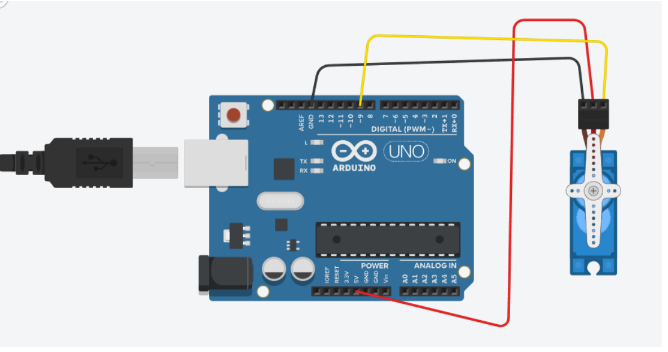 AREF
GND
13
12
~11
~10
~9
8
7
~6
~5
4
~3
2
TX→1
RX←0
DIGITAL (PWM~)
L
TX
RX
ARDUINO
UNO
ON
POWER
ANALOG IN
IOREF
RESET
3.3V
5V
GND
GND
Vin
A0
A1
A2
A3
A4
A5